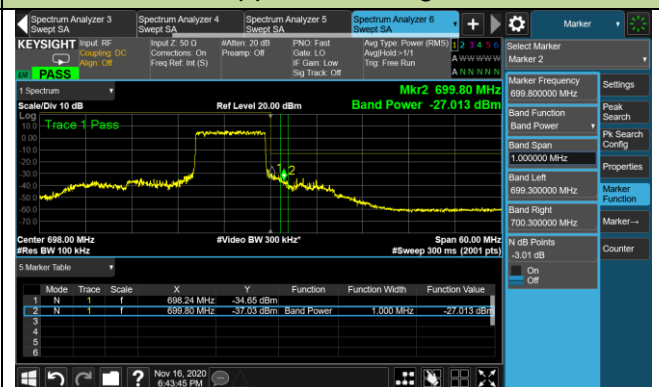 Spectrum Analyzer 3
Swept SA
Spectrum Analyzer 4
Swept SA
Spectrum Analyzer 5
Swept SA
Spectrum Analyzer 6
Swept SA
Marker
KEYSIGHT
Input: RF
Coupling: DC
Align: Off
Input Z: 50 Ω
Corrections: On
Freq Ref: Int (S)
#Atten: 20 dB
Preamp: Off
PNO: Fast
Gate: LO
IF Gain: Low
Sig Track: Off
Avg Type: Power (RMS)
Avg|Hold:>1/1
Trig: Free Run
1 2 3 4 5 6
A W W W W W
A N N N N N
PASS
Select Marker
Marker 2
1 Spectrum
Scale/Div 10 dB
Ref Level 20.00 dBm
Mkr2 699.80 MHz
Band Power -27.013 dBm
Log
Trace 1 Pass
10.0
0.00
-10.0
-20.0
-30.0
-40.0
-50.0
-60.0
-70.0
1 2
Center 698.00 MHz
#Res BW 100 kHz
#Video BW 300 kHz*
Span 60.00 MHz
#Sweep 300 ms (2001 pts)
Marker Frequency
699.800000 MHz
Band Function
Band Power
Band Span
1.000000 MHz
Band Left
699.300000 MHz
Band Right
700.300000 MHz
N dB Points
-3.01 dB
On
Off
Settings
Peak
Search
Pk Search
Config
Properties
Marker
Function
Marker→
Counter
5 Marker Table
Mode Trace Scale X Y Function Function Width Function Value
1 N 1 f 698.24 MHz -34.65 dBm
2 N 1 f 699.80 MHz -37.03 dBm Band Power 1.000 MHz -27.013 dBm
3
4
5
6
Nov 16, 2020
6:43:45 PM